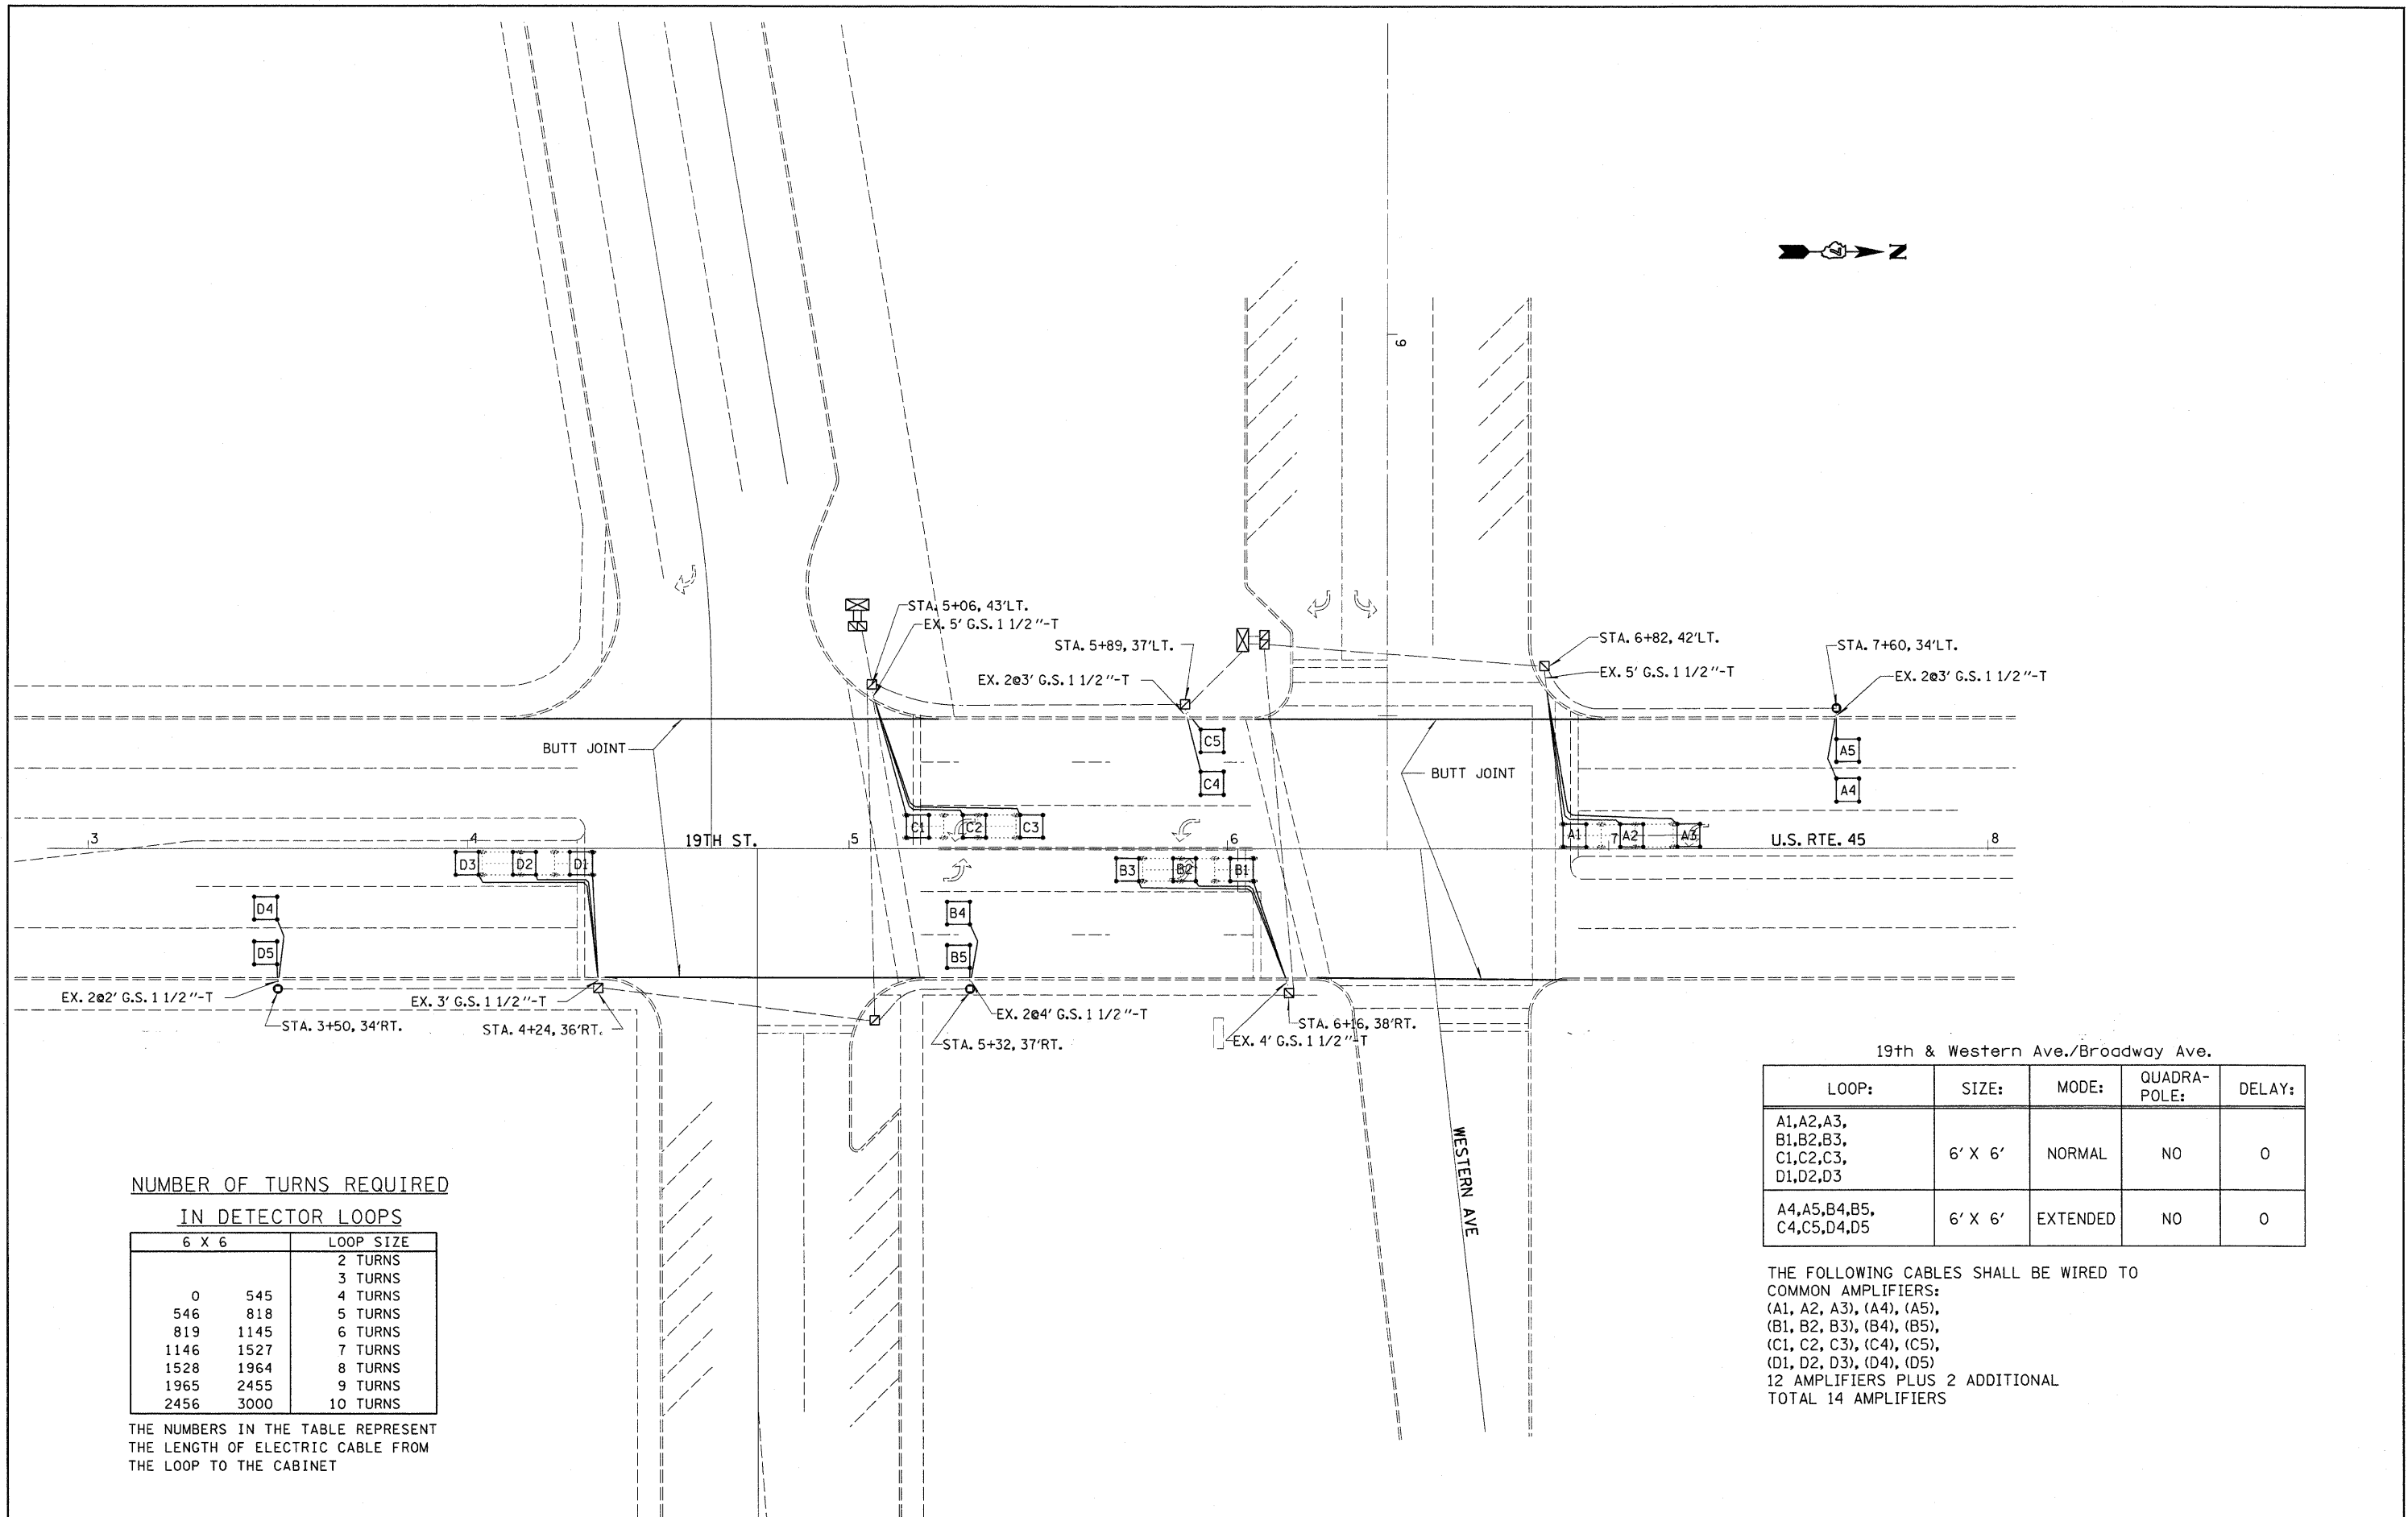 N
9
STA. 5+06, 43'LT.
EX. 5' G.S. 1 1/2"-T
STA. 5+89, 37'LT.
EX. 2@3' G.S. 1 1/2"-T
STA. 6+82, 42'LT.
EX. 5' G.S. 1 1/2"-T
STA. 7+60, 34'LT.
EX. 2@3' G.S. 1 1/2"-T
BUTT JOINT
BUTT JOINT
C5
C4
A5
A4
C1 C2 C3
A1 A2 A3
3 4 19TH ST. 5 6 7 U.S. RTE. 45 8
D3 D2 D1
B3 B2 B1
D4
D5
B4
B5
EX. 2@2' G.S. 1 1/2"-T
STA. 3+50, 34'RT.
EX. 3' G.S. 1 1/2"-T
STA. 4+24, 36'RT.
EX. 2@4' G.S. 1 1/2"-T
STA. 5+32, 37'RT.
STA. 6+16, 38'RT.
EX. 4' G.S. 1 1/2"-T
WESTERN AVE
NUMBER OF TURNS REQUIRED
IN DETECTOR LOOPS
6 X 6 LOOP SIZE
2 TURNS
3 TURNS
0 545 4 TURNS
546 818 5 TURNS
819 1145 6 TURNS
1146 1527 7 TURNS
1528 1964 8 TURNS
1965 2455 9 TURNS
2456 3000 10 TURNS
THE NUMBERS IN THE TABLE REPRESENT
THE LENGTH OF ELECTRIC CABLE FROM
THE LOOP TO THE CABINET
19th & Western Ave./Broadway Ave.
LOOP: SIZE: MODE: QUADRA-
POLE: DELAY:
A1,A2,A3,
B1,B2,B3,
C1,C2,C3,
D1,D2,D3
6' X 6' NORMAL NO 0
A4,A5,B4,B5,
C4,C5,D4,D5
6' X 6' EXTENDED NO 0
THE FOLLOWING CABLES SHALL BE WIRED TO
COMMON AMPLIFIERS:
(A1, A2, A3), (A4), (A5),
(B1, B2, B3), (B4), (B5),
(C1, C2, C3), (C4), (C5),
(D1, D2, D3), (D4), (D5)
12 AMPLIFIERS PLUS 2 ADDITIONAL
TOTAL 14 AMPLIFIERS